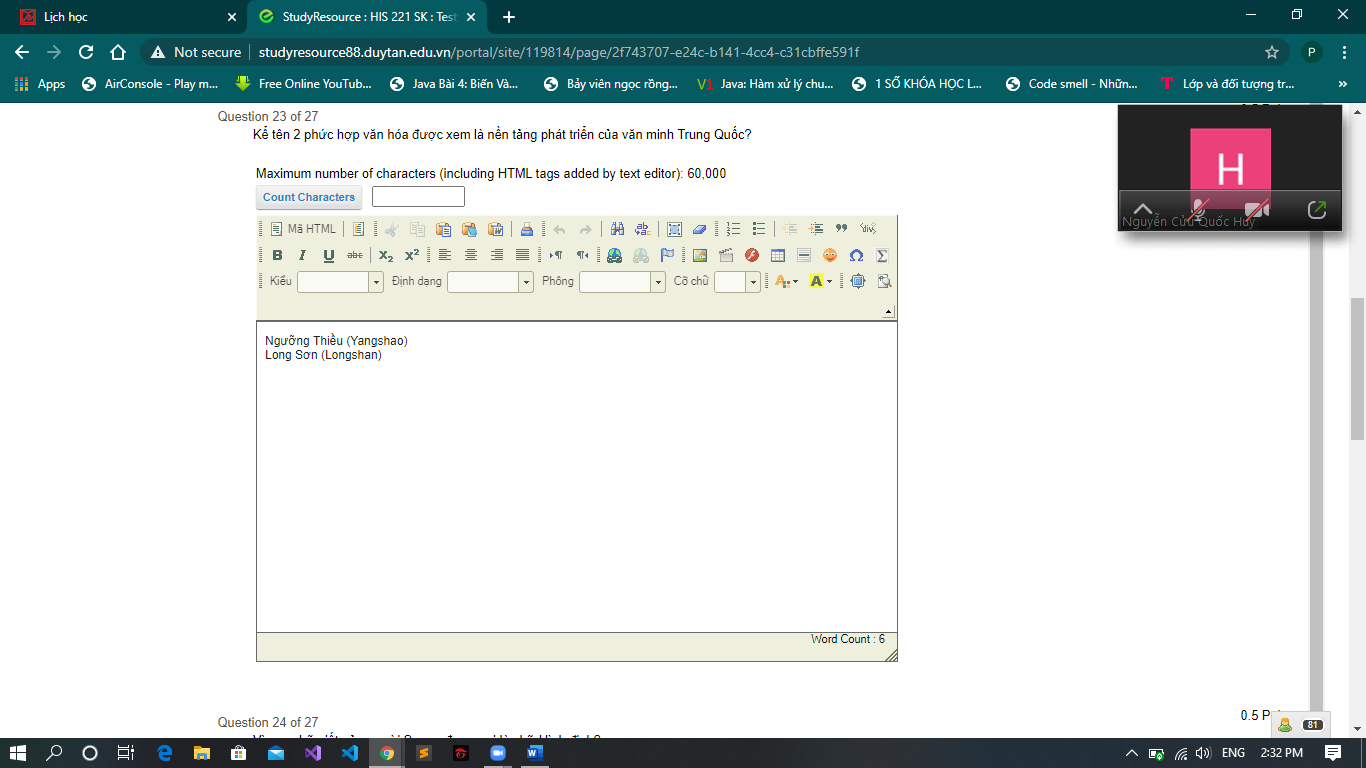 Lịch học
StudyResource : HIS 221 SK : Test
Not secure studyresource88.duytan.edu.vn/portal/site/119814/page/2f743707-e24c-b141-4cc4-c31cbffe591f
P
Apps AirConsole - Play m... Free Online YouTub... Java Bài 4: Biến Và... Bảy viên ngọc rồng... V1 Java: Hàm xử lý chu... 1 SỐ KHÓA HỌC L... Code smell - Nhữn... T Lớp và đối tượng tr... »
Question 23 of 27
Kể tên 2 phức hợp văn hóa được xem là nền tảng phát triển của văn minh Trung Quốc?
Maximum number of characters (including HTML tags added by text editor): 60,000
Count Characters
H
Nguyễn Cửu Quốc Huy
Mã HTML
B I U abc X₂ X²
Kiểu Định dạng Phông Cỡ chữ A A
Ngưỡng Thiều (Yangshao)
Long Sơn (Longshan)
Word Count : 6
0.5
Question 24 of 27
81
ENG 2:32 PM